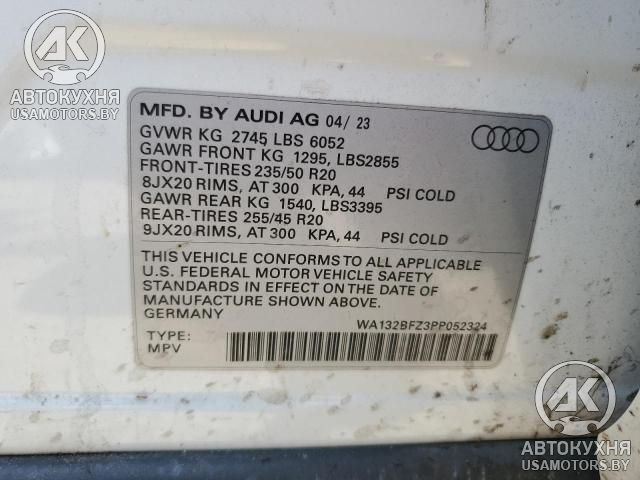 AK
АВТОКУХНЯ
USAMOTORS.BY
MFD. BY AUDI AG 04/ 23
GVWR KG 2745 LBS 6052
GAWR FRONT KG 1295, LBS2855
FRONT-TIRES 235/50 R20
8JX20 RIMS, AT 300 KPA, 44 PSI COLD
GAWR REAR KG 1540, LBS3395
REAR-TIRES 255/45 R20
9JX20 RIMS, AT 300 KPA, 44 PSI COLD
THIS VEHICLE CONFORMS TO ALL APPLICABLE
U.S. FEDERAL MOTOR VEHICLE SAFETY
STANDARDS IN EFFECT ON THE DATE OF
MANUFACTURE SHOWN ABOVE.
GERMANY
WA132BFZ3PP052324
TYPE:
MPV
AK
АВТОКУХНЯ
USAMOTORS.BY